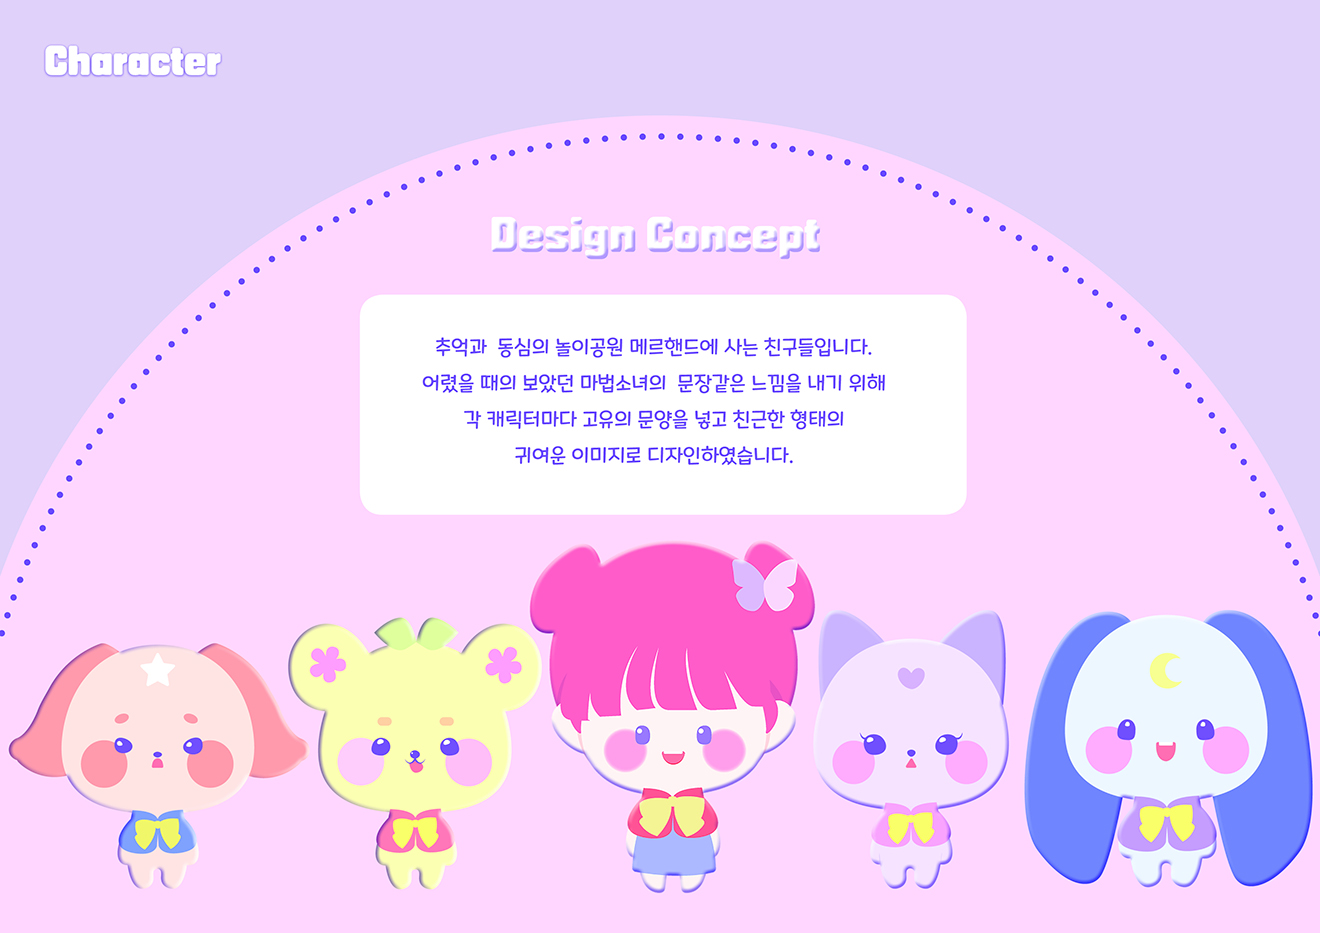 Character
Design Concept
추억과 동심의 놀이공원 메르핸드에 사는 친구들입니다.
어렸을 때의 보았던 마법소녀의 문장같은 느낌을 내기 위해
각 캐릭터마다 고유의 문양을 넣고 친근한 형태의
귀여운 이미지로 디자인하였습니다.